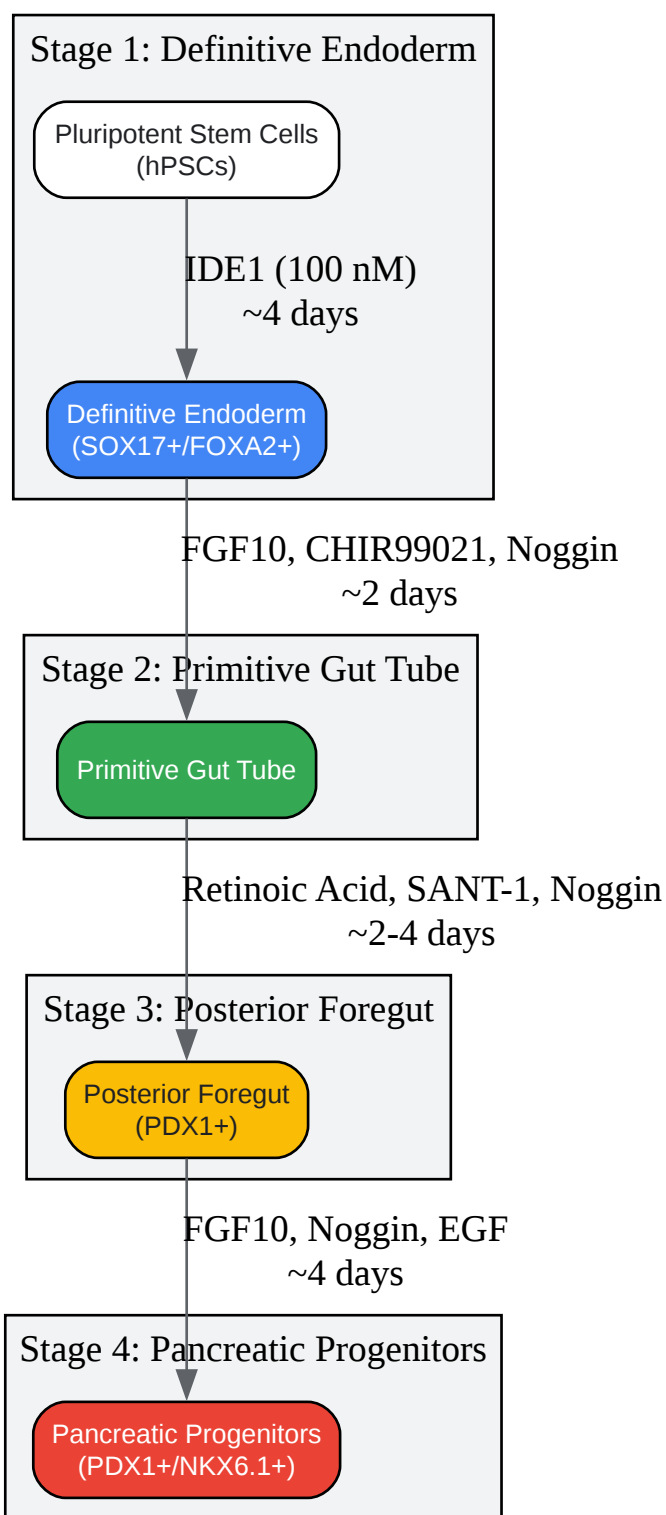 Stage 1: Definitive Endoderm
Pluripotent Stem Cells
(hPSCs)
IDE1 (100 nM)
~4 days
Definitive Endoderm
(SOX17+/FOXA2+)
FGF10, CHIR99021, Noggin
~2 days
Stage 2: Primitive Gut Tube
Primitive Gut Tube
Retinoic Acid, SANT-1, Noggin
~2-4 days
Stage 3: Posterior Foregut
Posterior Foregut
(PDX1+)
FGF10, Noggin, EGF
~4 days
Stage 4: Pancreatic Progenitors
Pancreatic Progenitors
(PDX1+/NKX6.1+)